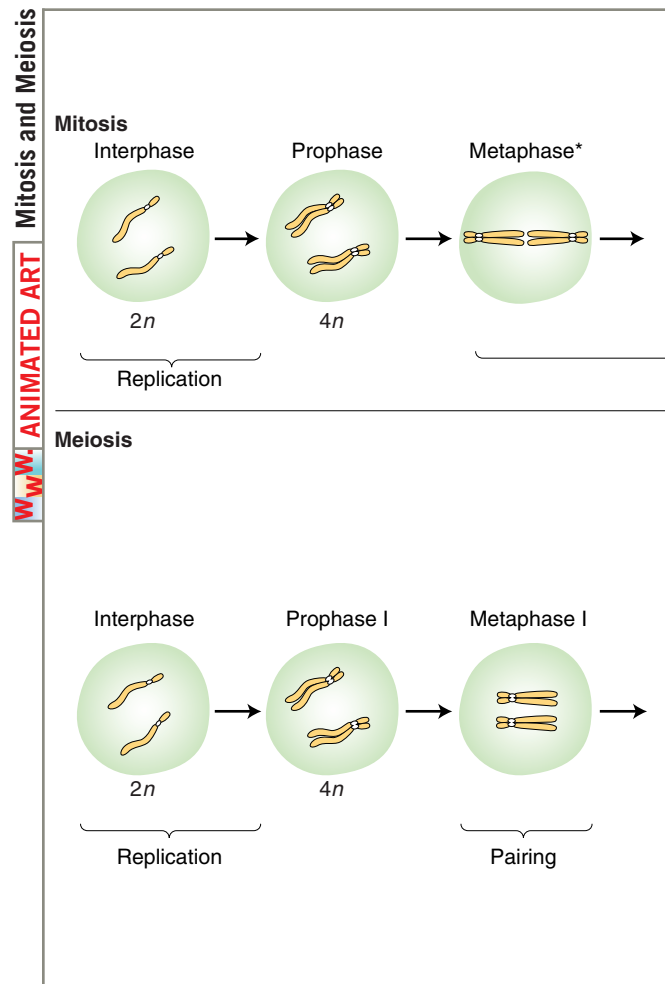 Mitosis and Meiosis
ANIMATED ART
www.
Mitosis
Interphase Prophase Metaphase*
2n 4n
Replication
Meiosis
Interphase Prophase I Metaphase I
2n 4n
Replication Pairing